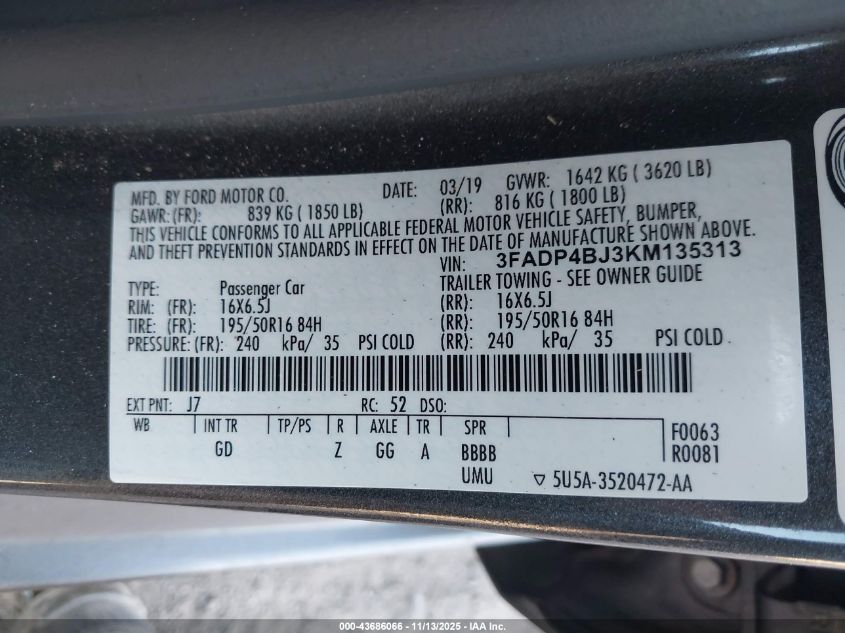 MFD. BY FORD MOTOR CO. DATE: 03/19 GVWR: 1642 KG ( 3620 LB)
GAWR: (FR): 839 KG ( 1850 LB) (RR): 816 KG ( 1800 LB)
THIS VEHICLE CONFORMS TO ALL APPLICABLE FEDERAL MOTOR VEHICLE SAFETY, BUMPER,
AND THEFT PREVENTION STANDARDS IN EFFECT ON THE DATE OF MANUFACTURE SHOWN ABOVE.
VIN: 3FADP4BJ3KM135313
TYPE: Passenger Car TRAILER TOWING - SEE OWNER GUIDE
RIM: (FR): 16X6.5J (RR): 16X6.5J
TIRE: (FR): 195/50R16 84H (RR): 195/50R16 84H
PRESSURE: (FR): 240 kPa/ 35 PSI COLD (RR): 240 kPa/ 35 PSI COLD
EXT PNT: J7 RC: 52 DSO:
WB INT TR TP/PS R AXLE TR SPR F0063
GD Z GG A BBBB R0081
UMU ▽ 5U5A-3520472-AA
000-43686066 - 11/13/2025 - IAA Inc.